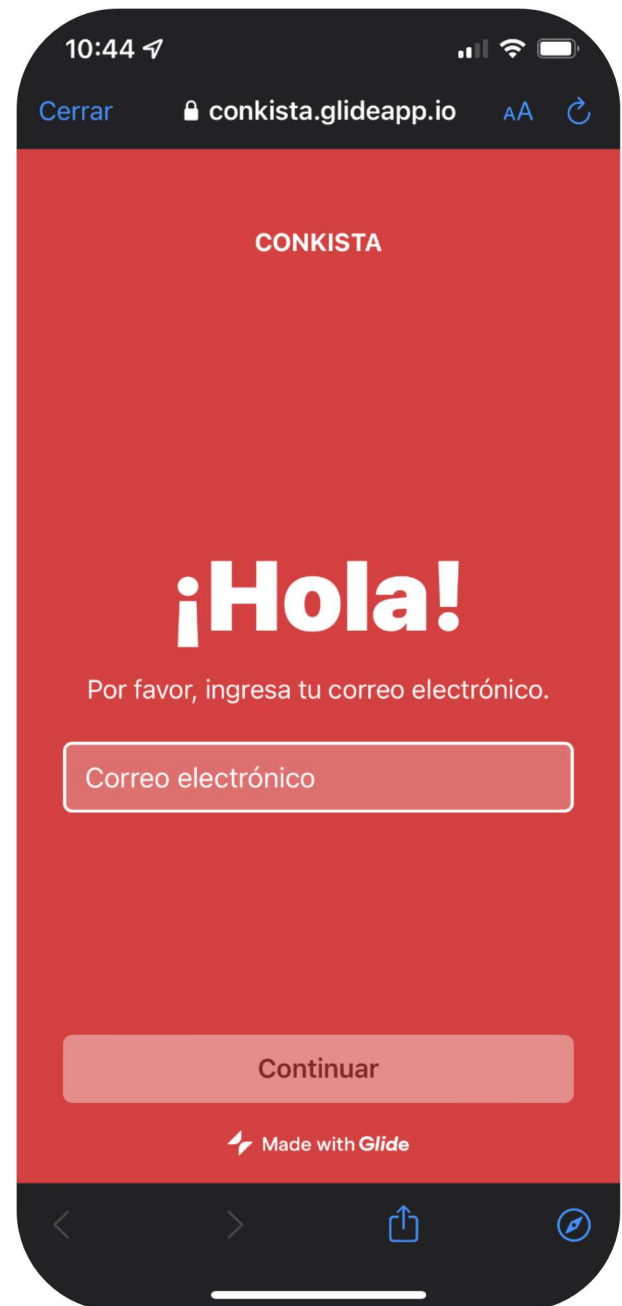 10:44
Cerrar conkista.glideapp.io AA
CONKISTA
¡Hola!
Por favor, ingresa tu correo electrónico.
Correo electrónico
Continuar
Made with Glide